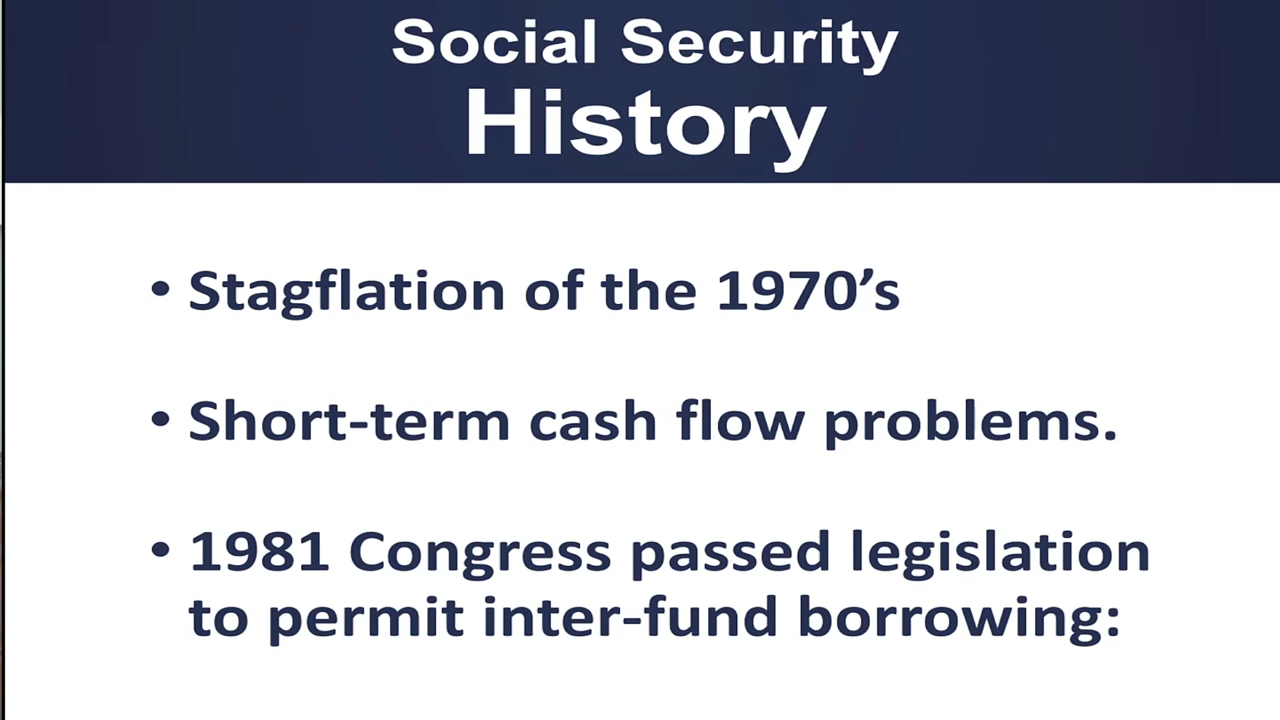 Social Security
History
• Stagflation of the 1970’s
• Short-term cash flow problems.
• 1981 Congress passed legislation
to permit inter-fund borrowing: